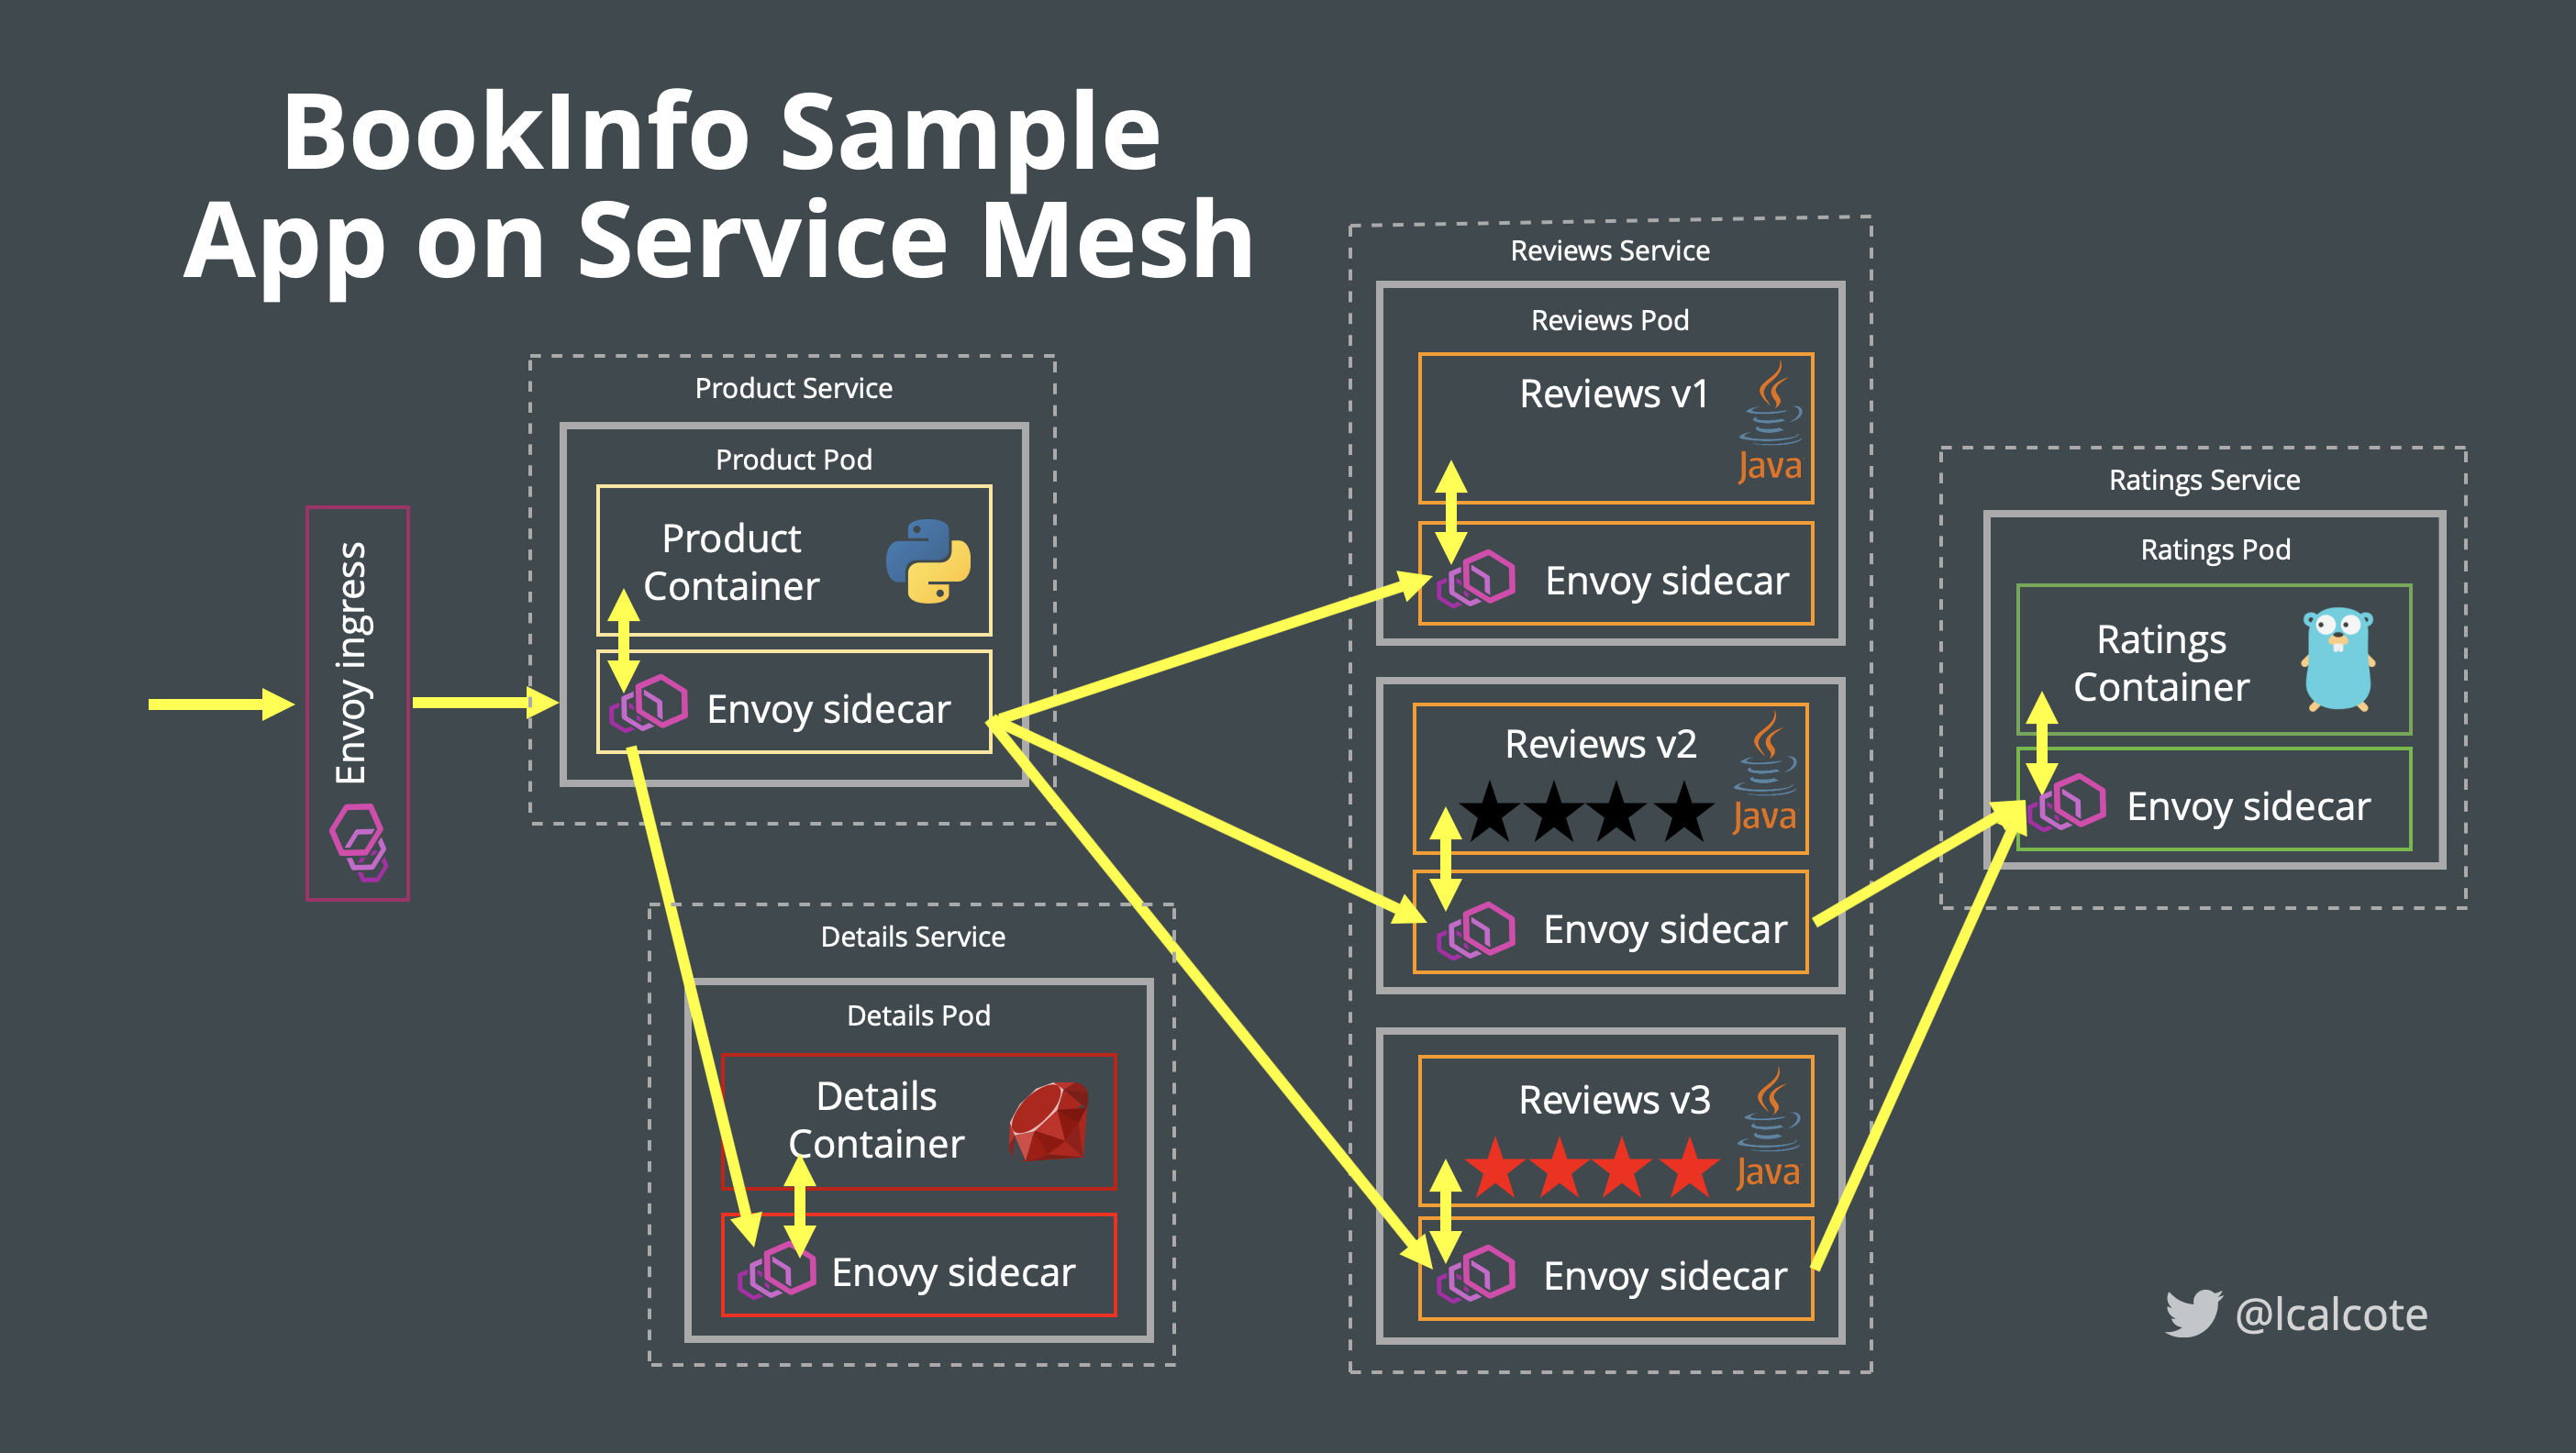 BookInfo Sample
App on Service Mesh
Envoy ingress
Product Service
Product Pod
Product
Container
Envoy sidecar
Details Service
Details Pod
Details
Container
Enovy sidecar
Reviews Service
Reviews Pod
Reviews v1
Java
Envoy sidecar
Reviews v2
Java
Envoy sidecar
Reviews v3
Java
Envoy sidecar
Ratings Service
Ratings Pod
Ratings
Container
Envoy sidecar
@lcalcote